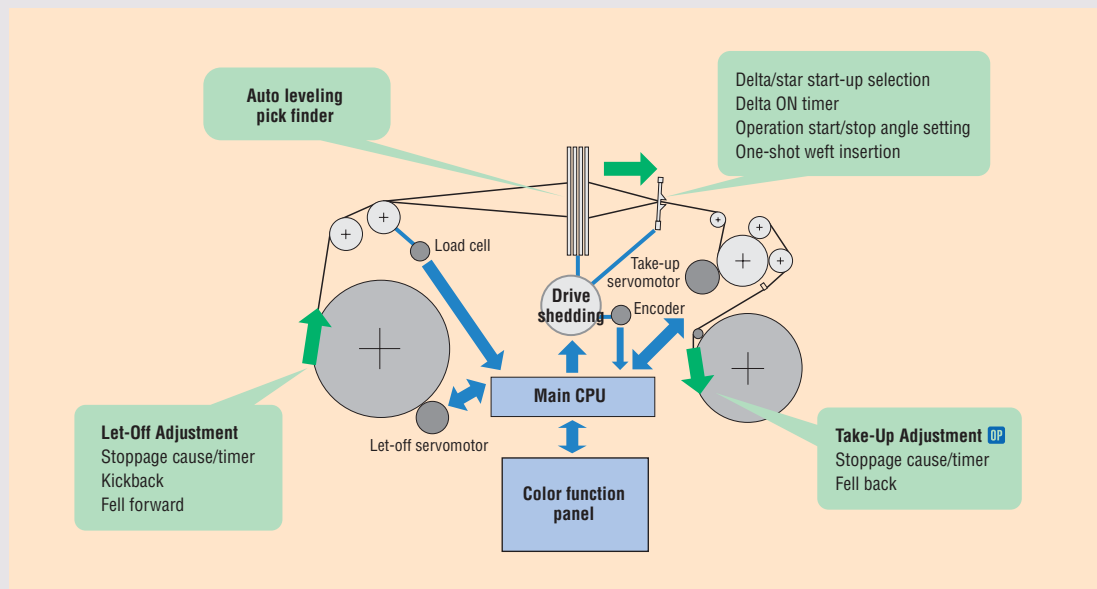 Auto leveling
pick finder
Delta/star start-up selection
Delta ON timer
Operation start/stop angle setting
One-shot weft insertion
Load cell
Take-up
servomotor
Drive
shedding
Encoder
Main CPU
Let-off servomotor
Let-Off Adjustment
Stoppage cause/timer
Kickback
Fell forward
Color function
panel
Take-Up Adjustment OP
Stoppage cause/timer
Fell back